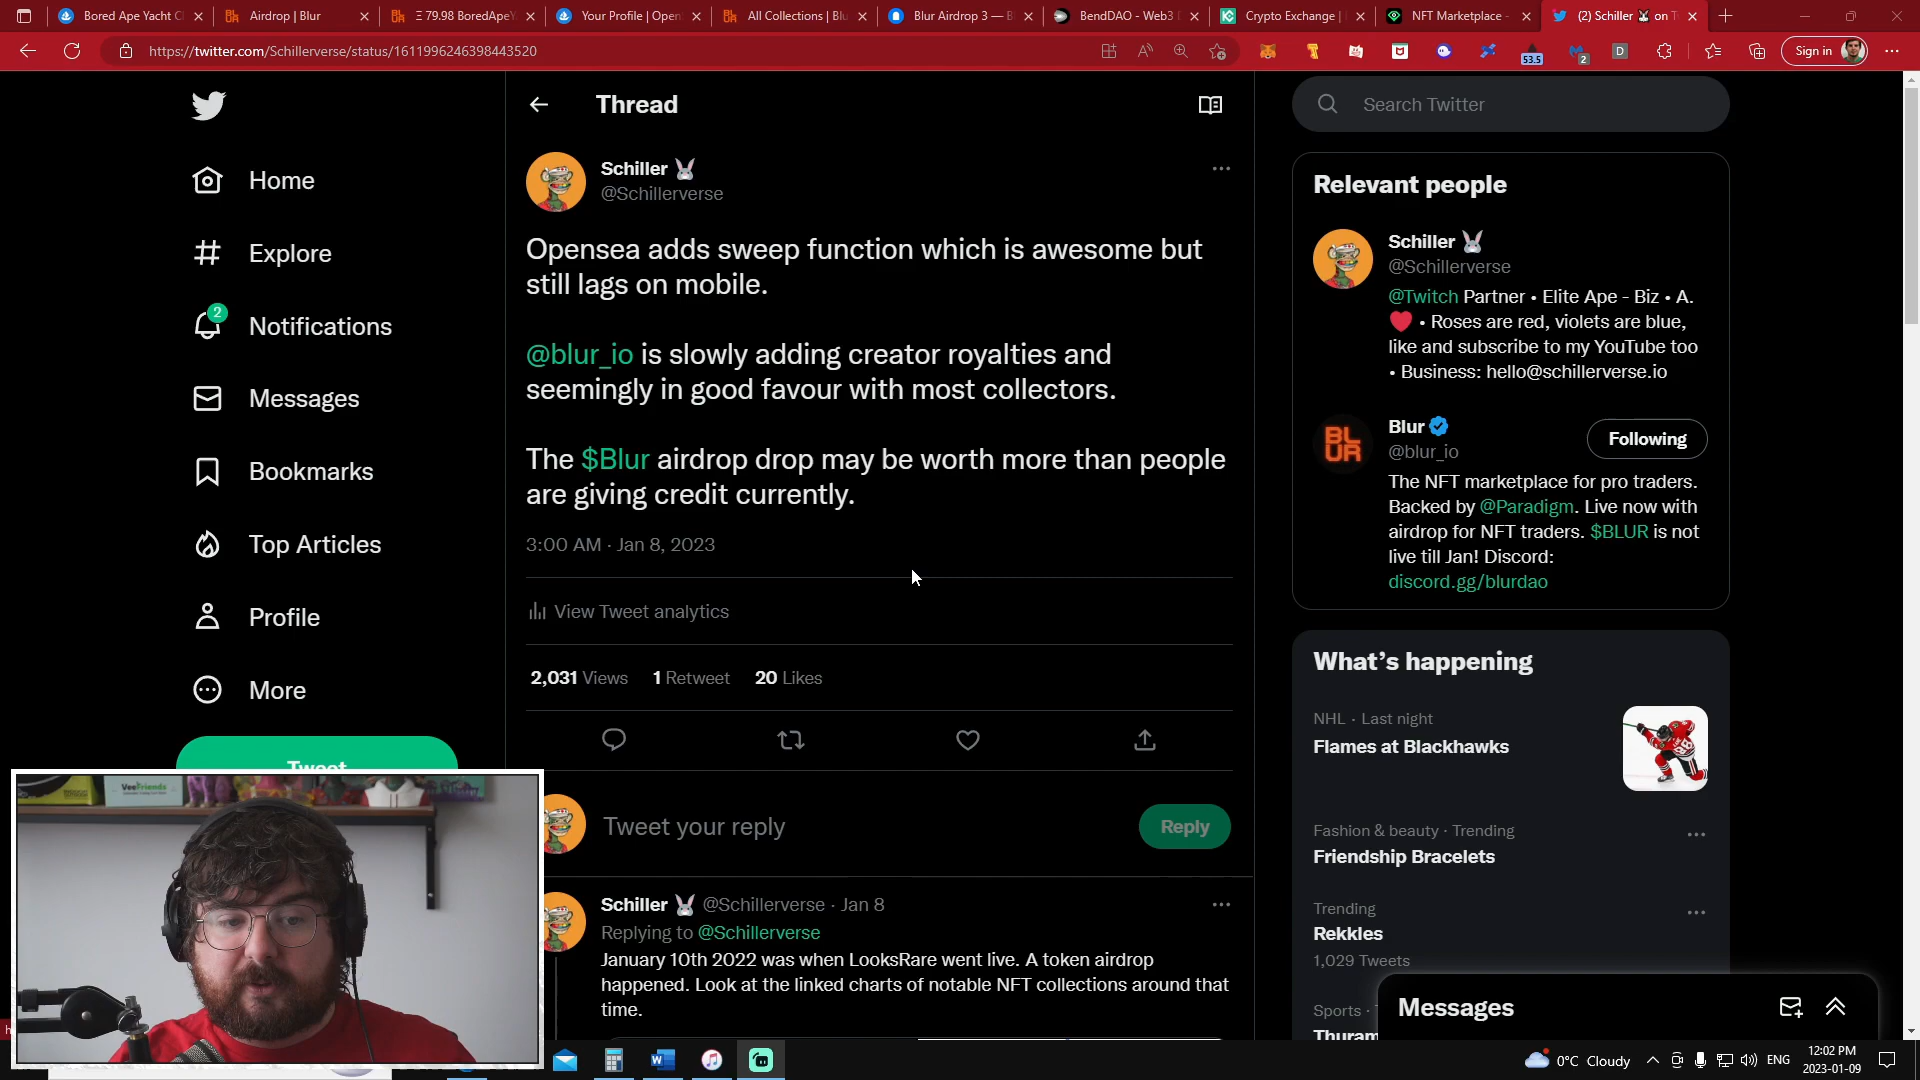 Bored Ape Yacht C
Airdrop | Blur
Ξ 79.98 BoredApeY
Your Profile | Open
All Collections | Blu
Blur Airdrop 3 — B
BendDAO - Web3 D
Crypto Exchange |
NFT Marketplace -
(2) Schiller 🐰 on T
https://twitter.com/Schillerverse/status/1611996246398443520
53.5
2
D
Sign in
Home
Explore
2
Notifications
Messages
Bookmarks
Top Articles
Profile
More
Tweet
Thread
Schiller 🐰
@Schillerverse
Opensea adds sweep function which is awesome but
still lags on mobile.
@blur_io is slowly adding creator royalties and
seemingly in good favour with most collectors.
The $Blur airdrop drop may be worth more than people
are giving credit currently.
3:00 AM · Jan 8, 2023
View Tweet analytics
2,031 Views 1 Retweet 20 Likes
Tweet your reply
Reply
Schiller 🐰 @Schillerverse · Jan 8
Replying to @Schillerverse
January 10th 2022 was when LooksRare went live. A token airdrop
happened. Look at the linked charts of notable NFT collections around that
time.
Search Twitter
Relevant people
Schiller 🐰
@Schillerverse
@Twitch Partner • Elite Ape - Biz • A.
❤️ • Roses are red, violets are blue,
like and subscribe to my YouTube too
• Business: hello@schillerverse.io
BL
UR
Blur
@blur_io
Following
The NFT marketplace for pro traders.
Backed by @Paradigm. Live now with
airdrop for NFT traders. $BLUR is not
live till Jan! Discord:
discord.gg/blurdao
What's happening
NHL · Last night
Flames at Blackhawks
Fashion & beauty · Trending
Friendship Bracelets
Trending
Rekkles
1,029 Tweets
Sports ·
Thuram
Messages
VeeFriends
0°C Cloudy
ENG
12:02 PM
2023-01-09